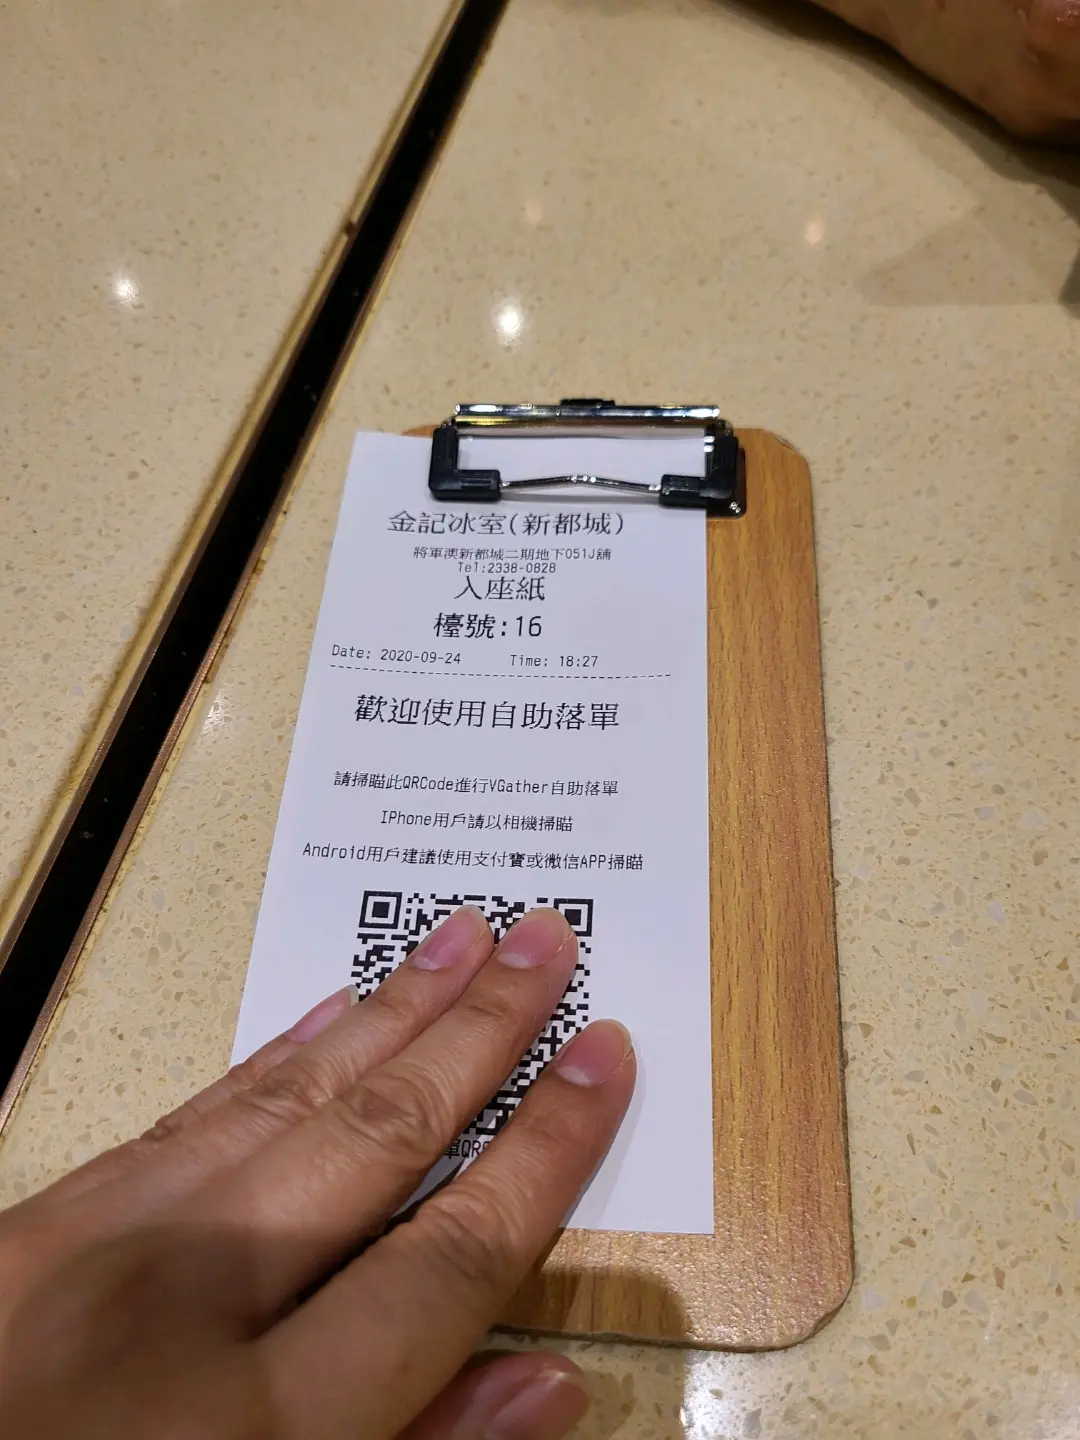 金記冰室(新都城)
將軍澳新都城二期地下051J舖
Tel:2338-0828
入座紙
檯號:16
Date: 2020-09-24 Time: 18:27
歡迎使用自助落單
請掃瞄此QRCode進行VGather自助落單
IPhone用戶請以相機掃瞄
Android用戶建議使用支付寶或微信APP掃瞄
單QR